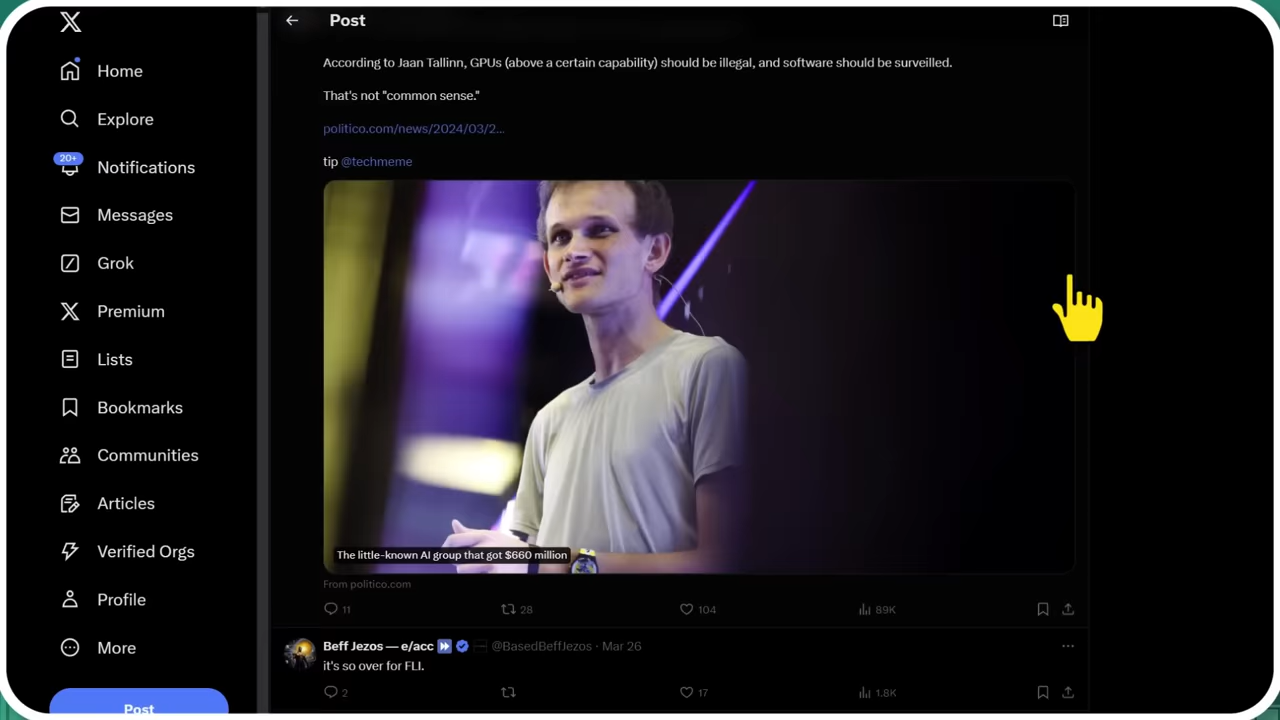 Post
Home
Explore
20+
Notifications
Messages
Grok
Premium
Lists
Bookmarks
Communities
Articles
Verified Orgs
Profile
More
Post
According to Jaan Tallinn, GPUs (above a certain capability) should be illegal, and software should be surveilled.
That's not "common sense."
politico.com/news/2024/03/2...
tip @techmeme
The little-known AI group that got $660 million
From politico.com
11 28 104 89K
Beff Jezos — e/acc @BasedBeffJezos · Mar 26
it's so over for FLI.
2 17 1.8K